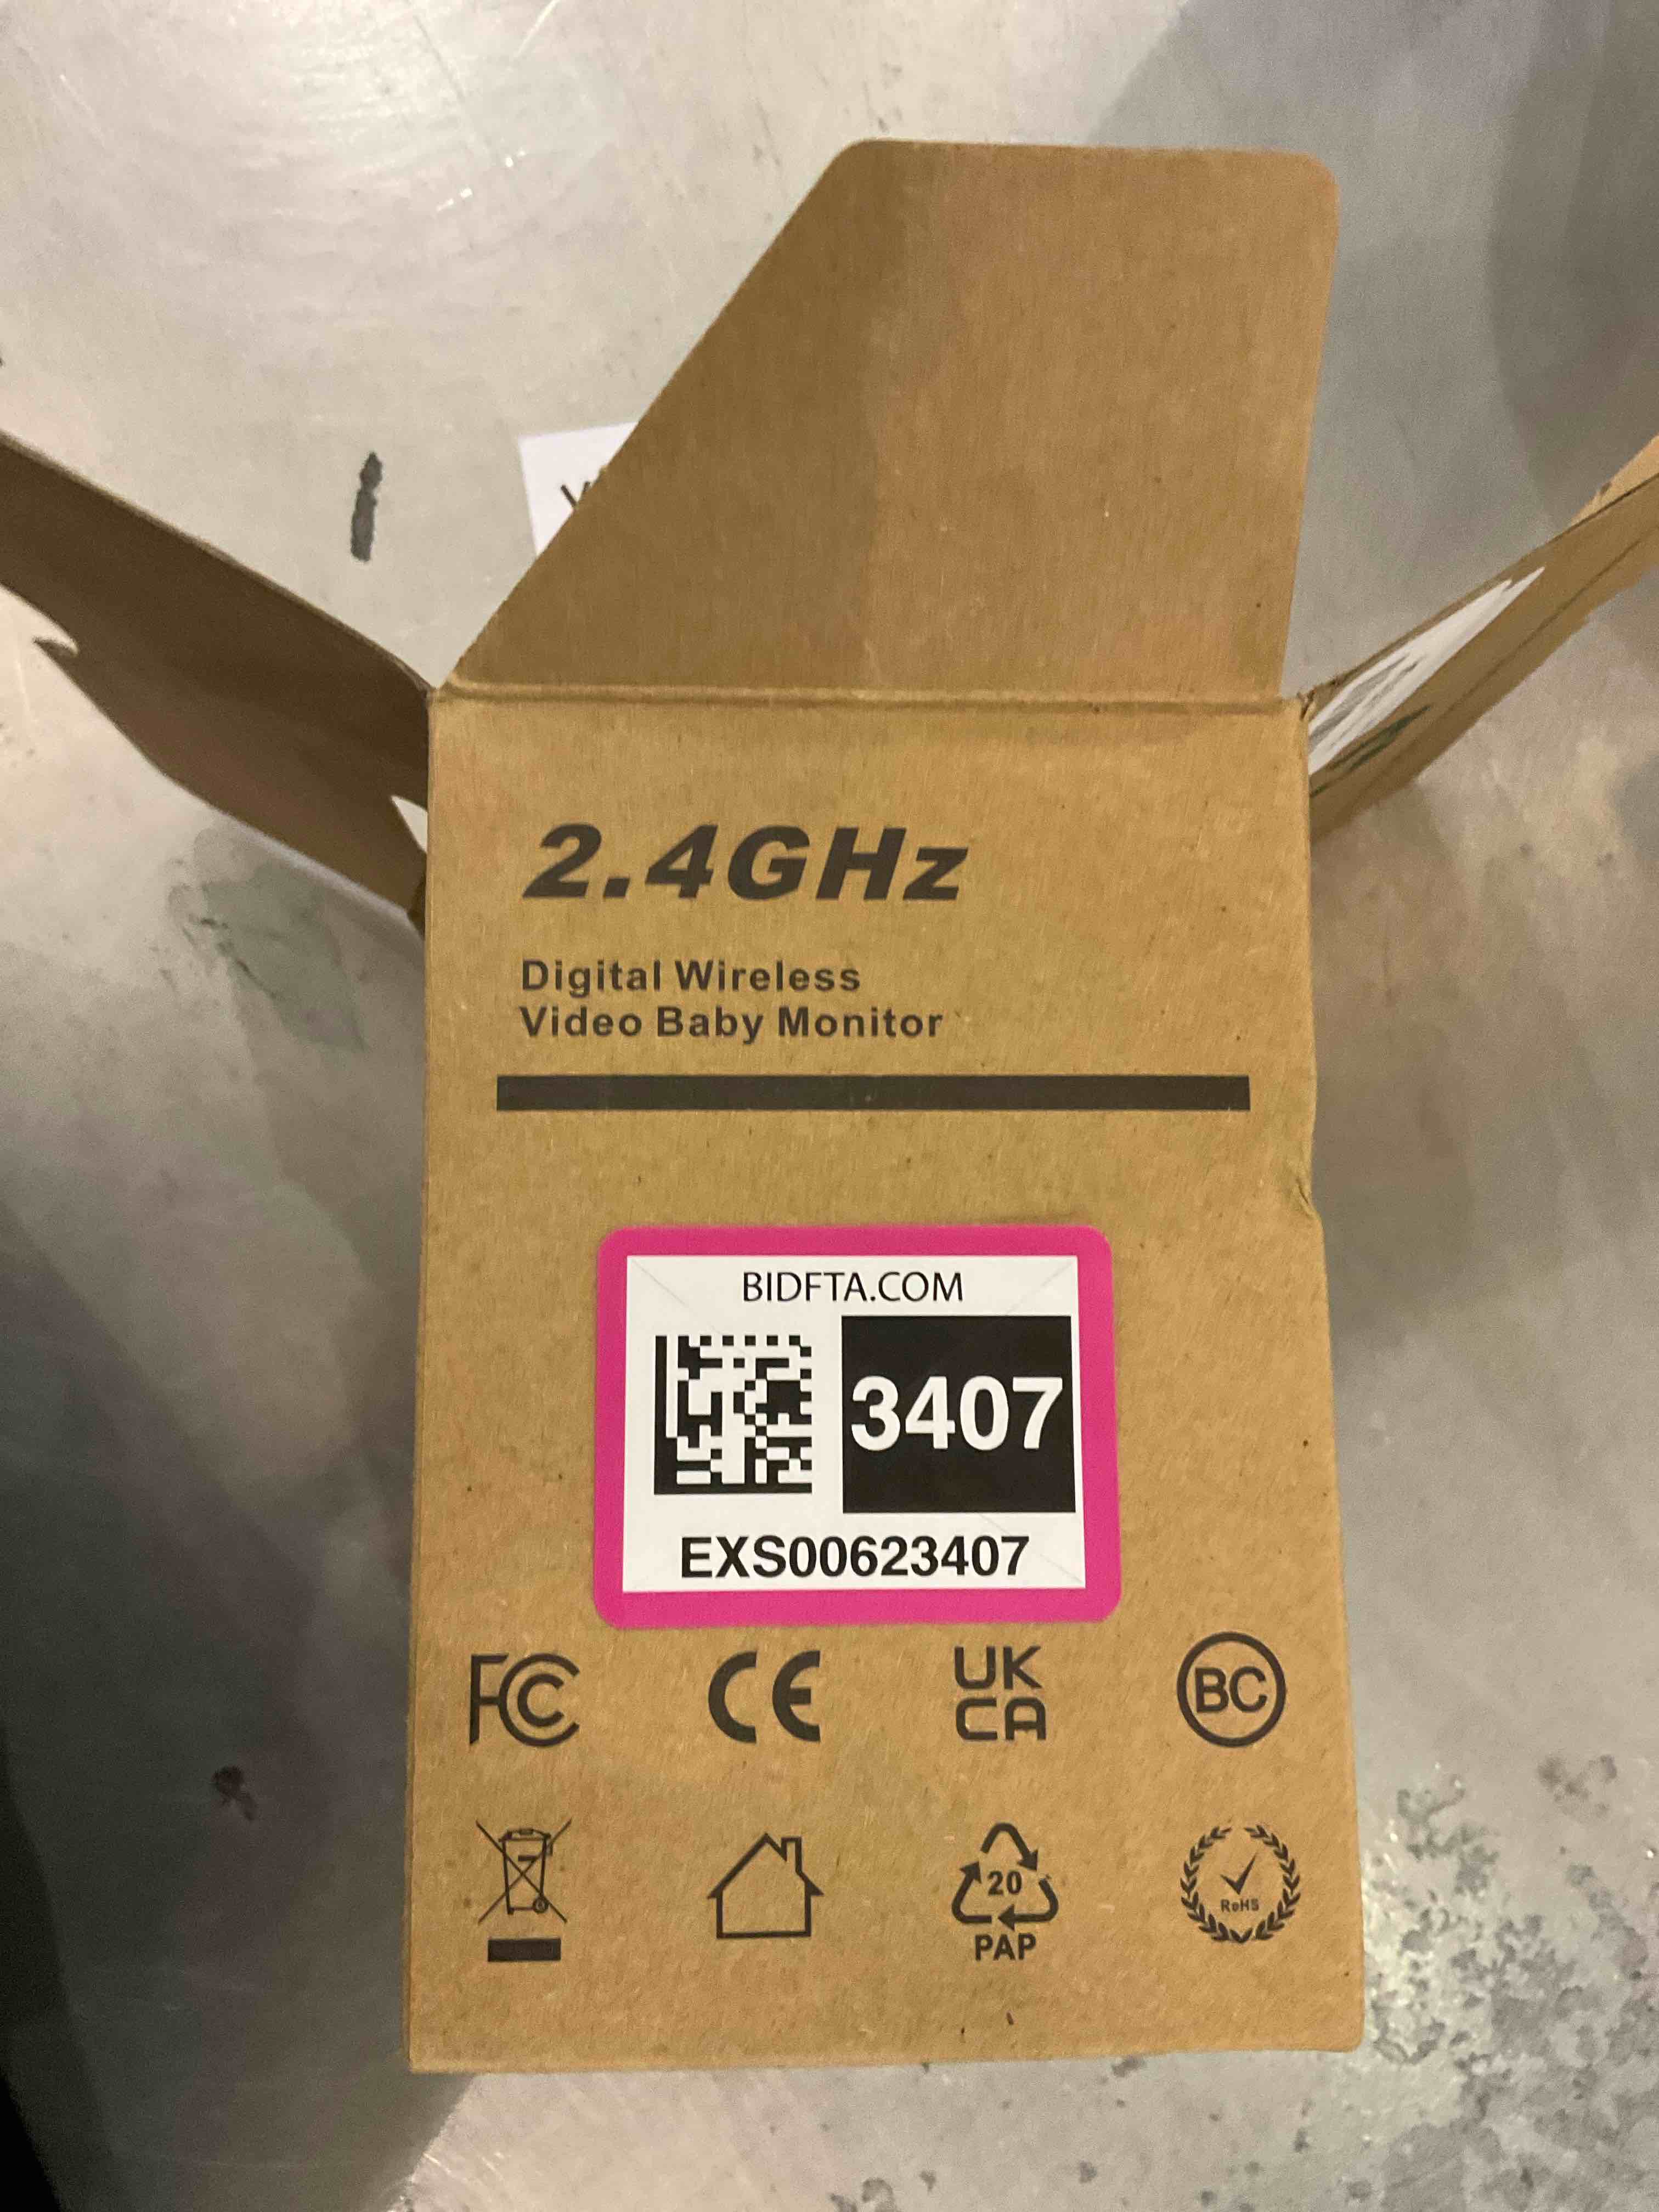 2.4GHz
Digital Wireless
Video Baby Monitor
BIDFTA.COM
3407
EXS00623407
FC
CE
UK
CA
BC
20
PAP
RoHS